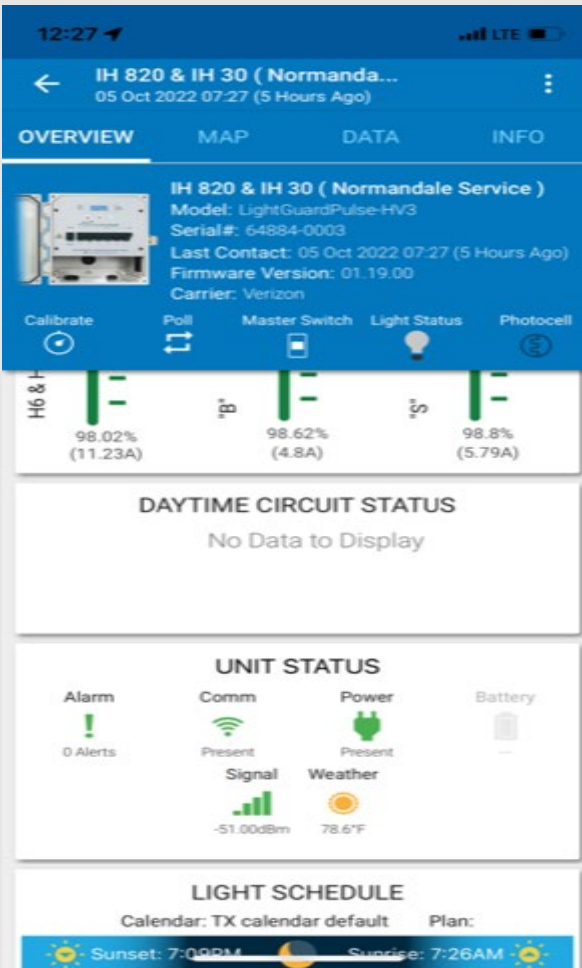 12:27
LTE
IH 820 & IH 30 ( Normanda...
05 Oct 2022 07:27 (5 Hours Ago)
OVERVIEW MAP DATA INFO
IH 820 & IH 30 ( Normandale Service )
Model: LightGuardPulse-HV3
Serial#: 64884-0003
Last Contact: 05 Oct 2022 07:27 (5 Hours Ago)
Firmware Version: 01.19.00
Carrier: Verizon
Calibrate Poll Master Switch Light Status Photocell
H6 & "B" "S"
98.02% 98.62% 98.8%
(11.23A) (4.8A) (5.79A)
DAYTIME CIRCUIT STATUS
No Data to Display
UNIT STATUS
Alarm Comm Power Battery
0 Alerts Present Present --
Signal Weather
-51.00dBm 78.6°F
LIGHT SCHEDULE
Calendar: TX calendar default Plan:
Sunset: 7:09PM Sunrise: 7:26AM